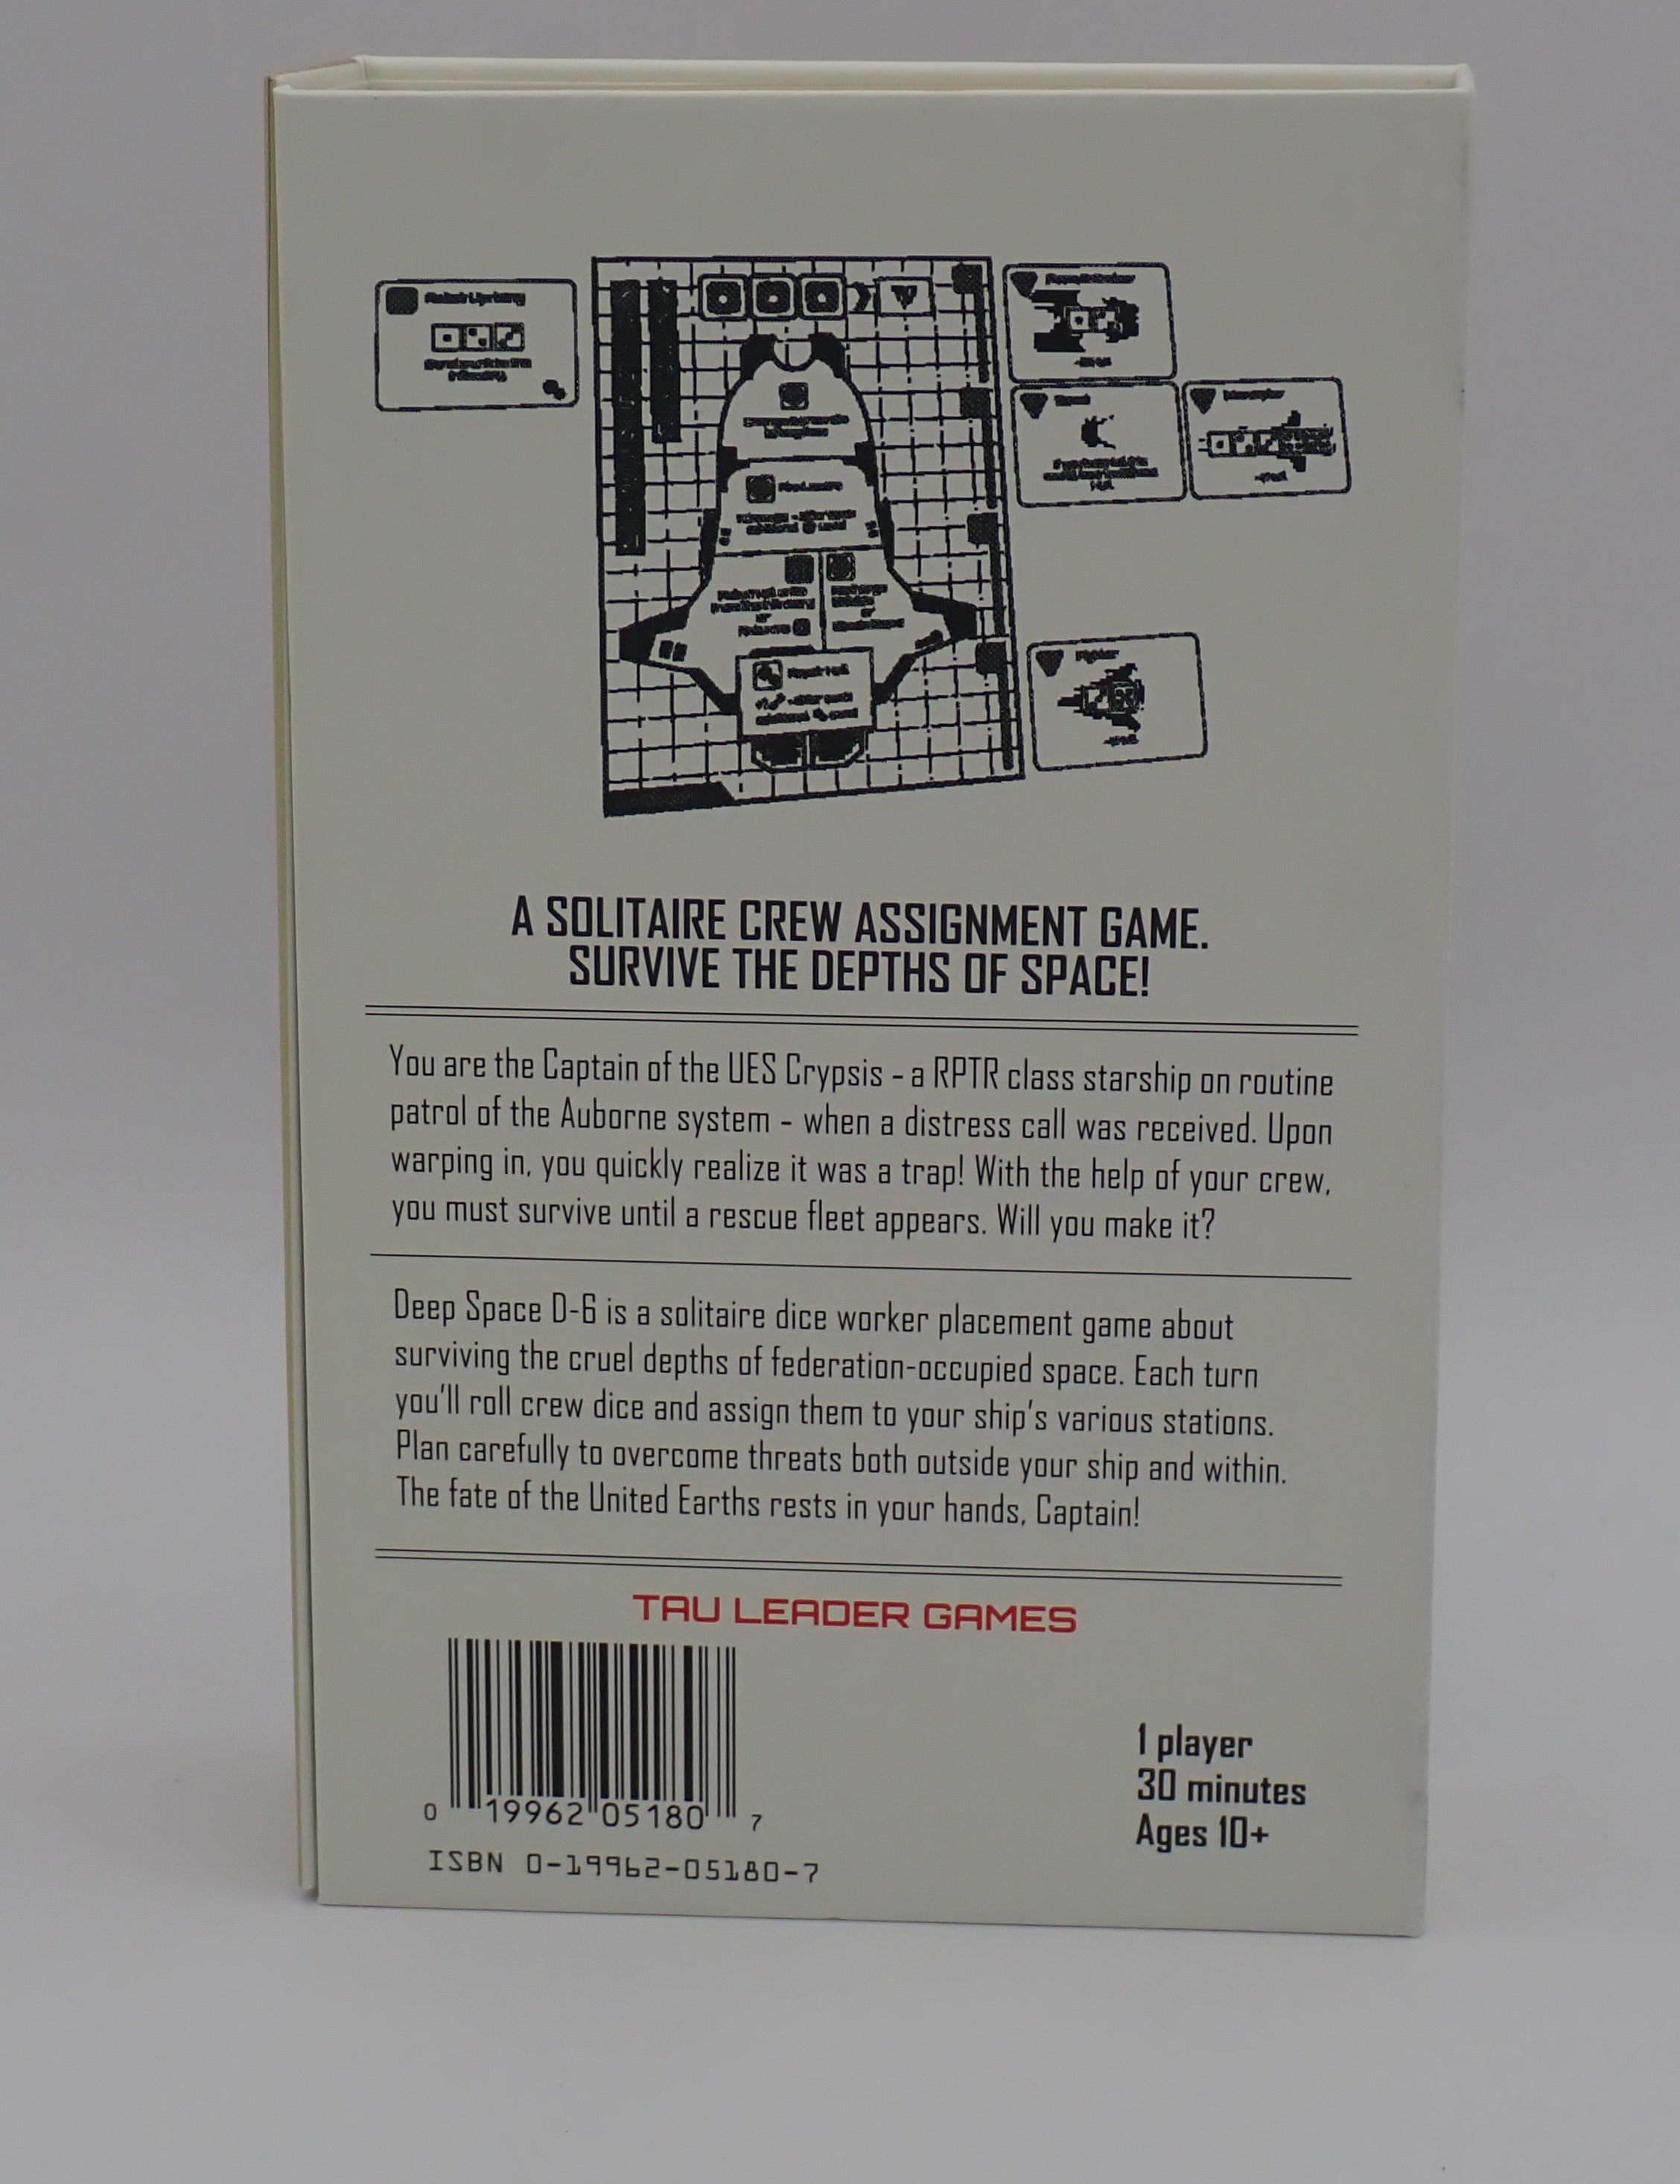 Robot Uprising
Fighter
Repair Hull
A SOLITAIRE CREW ASSIGNMENT GAME.
SURVIVE THE DEPTHS OF SPACE!
You are the Captain of the UES Crypsis - a RPTR class starship on routine
patrol of the Auborne system - when a distress call was received. Upon
warping in, you quickly realize it was a trap! With the help of your crew,
you must survive until a rescue fleet appears. Will you make it?
Deep Space D-6 is a solitaire dice worker placement game about
surviving the cruel depths of federation-occupied space. Each turn
you'll roll crew dice and assign them to your ship's various stations.
Plan carefully to overcome threats both outside your ship and within.
The fate of the United Earths rests in your hands, Captain!
TAU LEADER GAMES
0 19962 05180 7
ISBN 0-19962-05180-7
1 player
30 minutes
Ages 10+